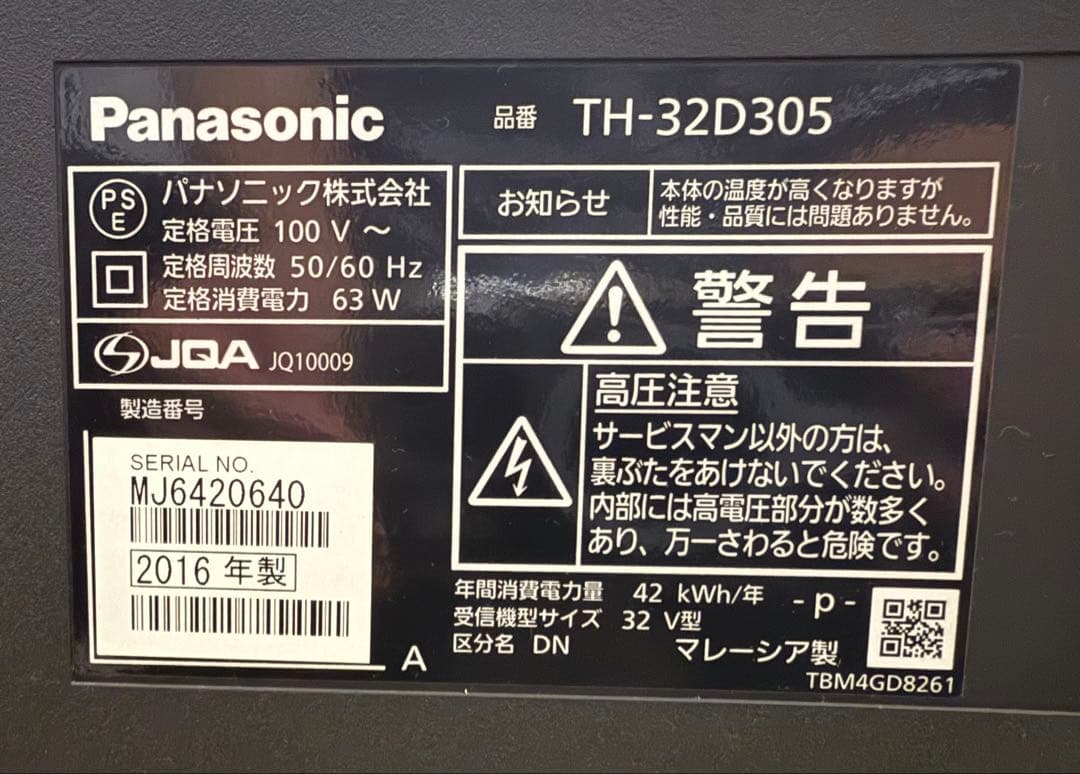 Panasonic
品番 TH-32D305
PS
E
パナソニック株式会社
定格電圧 100 V ～
定格周波数 50/60 Hz
定格消費電力 63 W
JQA JQ10009
製造番号
SERIAL NO.
MJ6420640
2016 年製
A
お知らせ
本体の温度が高くなりますが
性能・品質には問題ありません。
警告
高圧注意
サービスマン以外の方は、
裏ぶたをあけないでください。
内部には高電圧部分が数多く
あり、万一さわると危険です。
年間消費電力量 42 kWh/年
受信機型サイズ 32 V型
区分名 DN
- p -
マレーシア製
TBM4GD8261